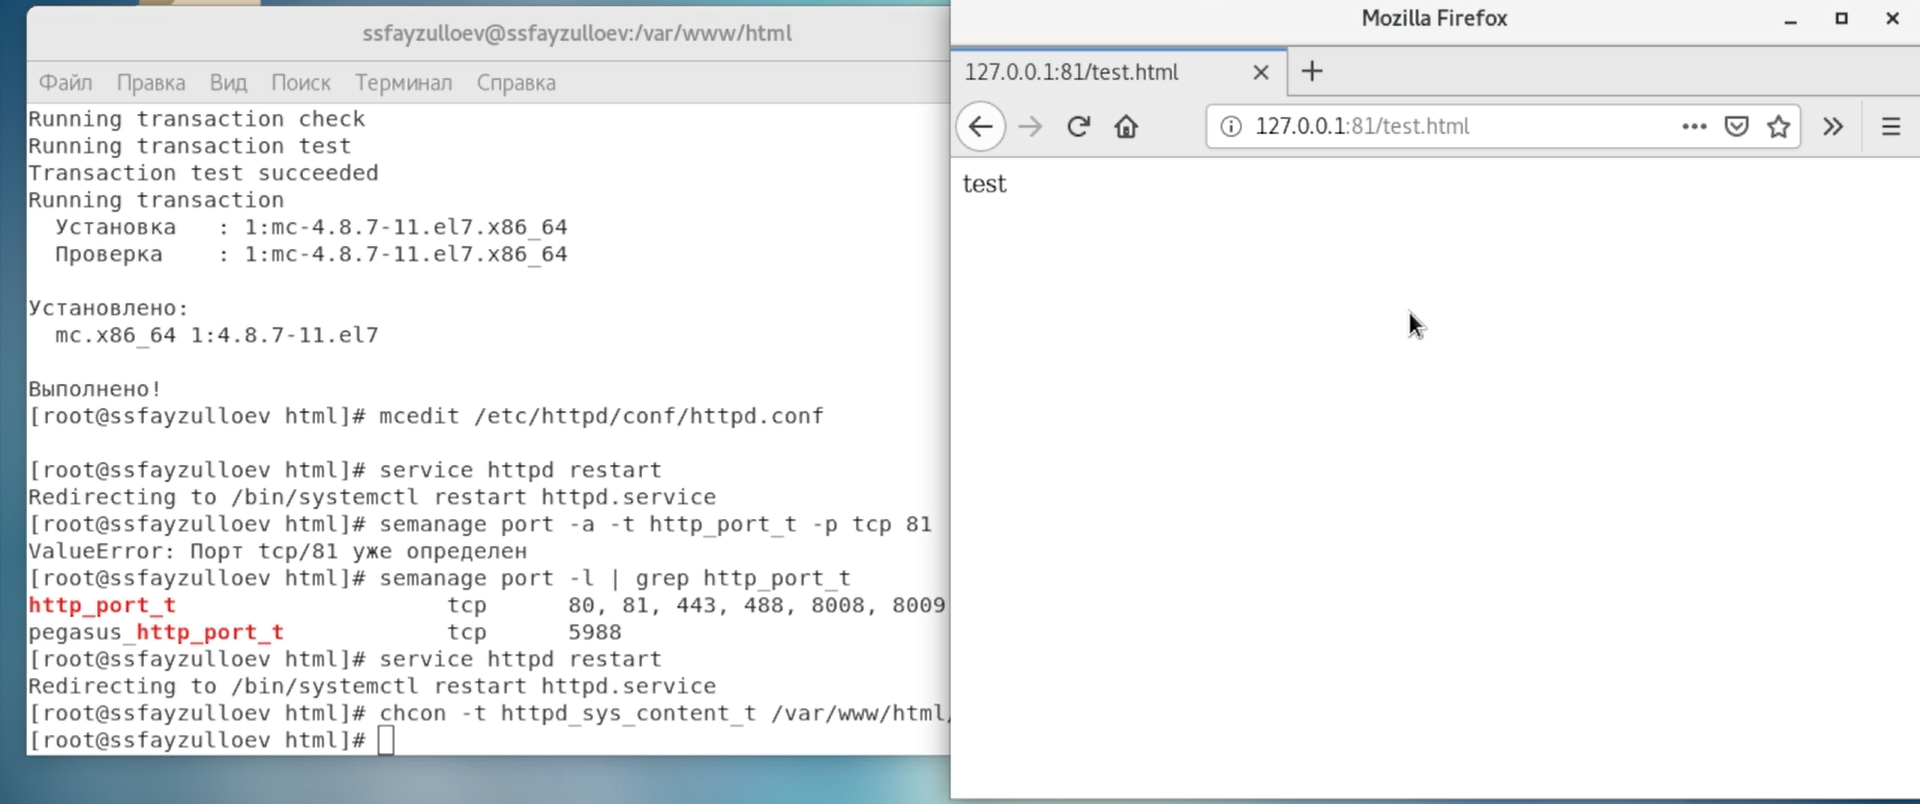 ssfayzulloev@ssfayzulloev:/var/www/html
Файл Правка Вид Поиск Терминал Справка
Running transaction check
Running transaction test
Transaction test succeeded
Running transaction
  Установка   : 1:mc-4.8.7-11.el7.x86_64
  Проверка    : 1:mc-4.8.7-11.el7.x86_64
Установлено:
  mc.x86_64 1:4.8.7-11.el7
Выполнено!
[root@ssfayzulloev html]# mcedit /etc/httpd/conf/httpd.conf
[root@ssfayzulloev html]# service httpd restart
Redirecting to /bin/systemctl restart httpd.service
[root@ssfayzulloev html]# semanage port -a -t http_port_t -p tcp 81
ValueError: Порт tcp/81 уже определен
[root@ssfayzulloev html]# semanage port -l | grep http_port_t
http_port_t                    tcp      80, 81, 443, 488, 8008, 8009
pegasus_http_port_t            tcp      5988
[root@ssfayzulloev html]# service httpd restart
Redirecting to /bin/systemctl restart httpd.service
[root@ssfayzulloev html]# chcon -t httpd_sys_content_t /var/www/html/
[root@ssfayzulloev html]#
Mozilla Firefox
127.0.0.1:81/test.html
127.0.0.1:81/test.html
test